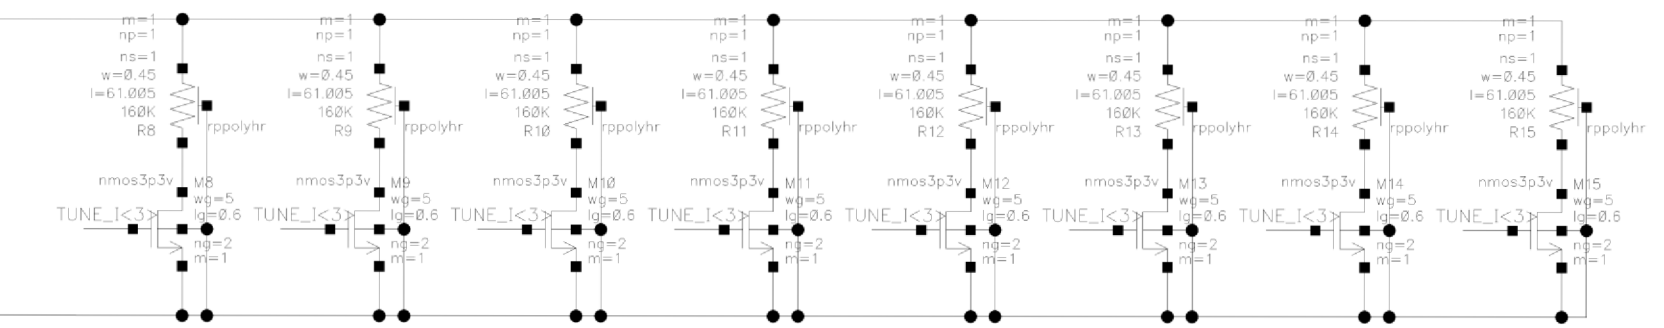 m=1 m=1 m=1 m=1 m=1 m=1 m=1 m=1
np=1 np=1 np=1 np=1 np=1 np=1 np=1 np=1
ns=1 ns=1 ns=1 ns=1 ns=1 ns=1 ns=1 ns=1
w=0.45 w=0.45 w=0.45 w=0.45 w=0.45 w=0.45 w=0.45 w=0.45
l=61.005 l=61.005 l=61.005 l=61.005 l=61.005 l=61.005 l=61.005 l=61.005
160K 160K 160K 160K 160K 160K 160K 160K
R8 rppolyhr R9 rppolyhr R10 rppolyhr R11 rppolyhr R12 rppolyhr R13 rppolyhr R14 rppolyhr R15 rppolyhr
nmos3p3v M8 nmos3p3v M9 nmos3p3v M10 nmos3p3v M11 nmos3p3v M12 nmos3p3v M13 nmos3p3v M14 nmos3p3v M15
wg=5 wg=5 wg=5 wg=5 wg=5 wg=5 wg=5 wg=5
TUNE_I<3> lg=0.6 TUNE_I<3> lg=0.6 TUNE_I<3> lg=0.6 TUNE_I<3> lg=0.6 TUNE_I<3> lg=0.6 TUNE_I<3> lg=0.6 TUNE_I<3> lg=0.6 TUNE_I<3> lg=0.6
ng=2 ng=2 ng=2 ng=2 ng=2 ng=2 ng=2 ng=2
m=1 m=1 m=1 m=1 m=1 m=1 m=1 m=1